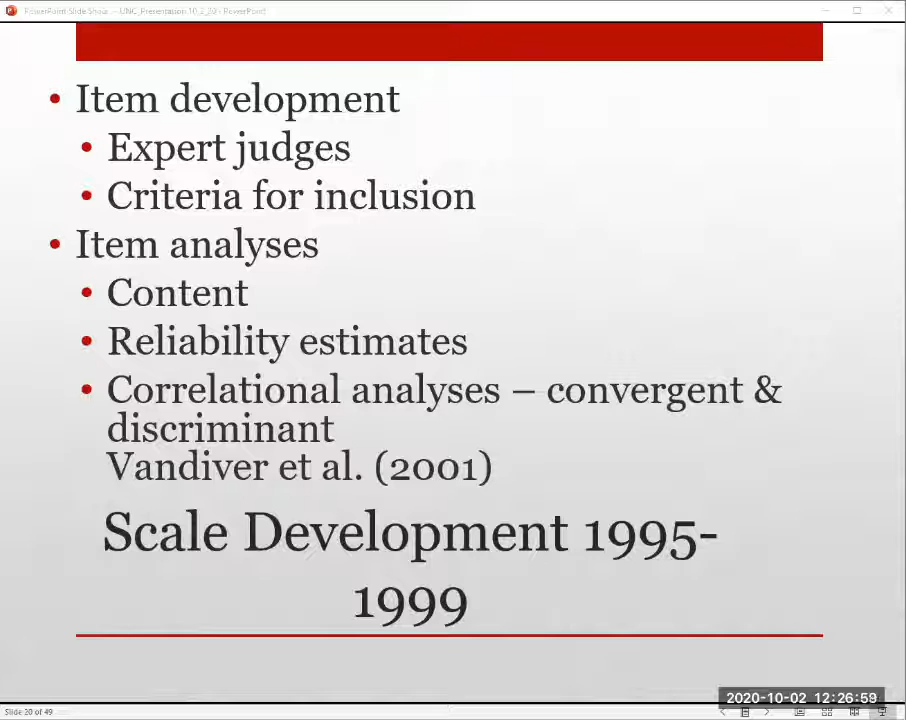 PowerPoint Slide Show - UNC_Presentation 10_2_20 - PowerPoint
• Item development
• Expert judges
• Criteria for inclusion
• Item analyses
• Content
• Reliability estimates
• Correlational analyses – convergent &
discriminant
Vandiver et al. (2001)
Scale Development 1995-
1999
2020-10-02 12:26:59
Slide 20 of 49